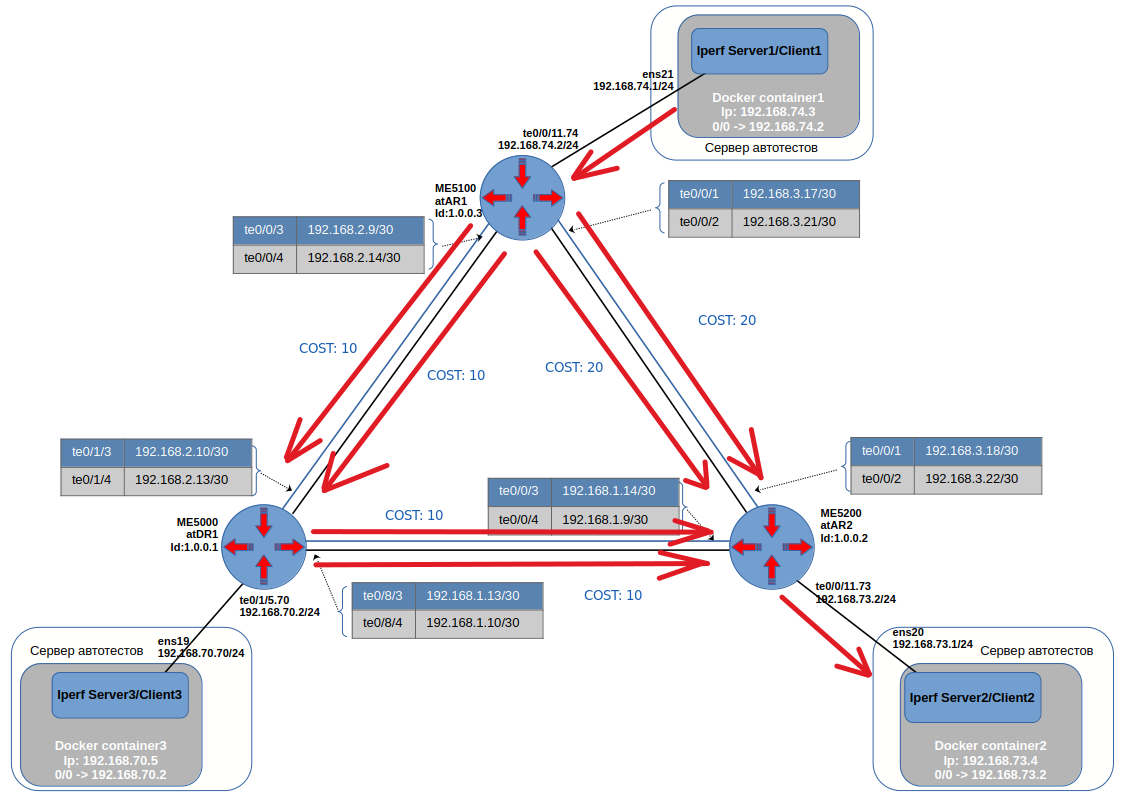 Iperf Server1/Client1
ens21
192.168.74.1/24
Docker container1
Ip: 192.168.74.3
0/0 -> 192.168.74.2
Сервер автотестов
te0/0/11.74
192.168.74.2/24
ME5100
atAR1
Id:1.0.0.3
te0/0/1 192.168.3.17/30
te0/0/2 192.168.3.21/30
te0/0/3 192.168.2.9/30
te0/0/4 192.168.2.14/30
COST: 20
COST: 10
COST: 20
COST: 10
te0/1/3 192.168.2.10/30
te0/1/4 192.168.2.13/30
te0/0/1 192.168.3.18/30
te0/0/2 192.168.3.22/30
te0/0/3 192.168.1.14/30
te0/0/4 192.168.1.9/30
COST: 10
ME5000
atDR1
Id:1.0.0.1
ME5200
atAR2
Id:1.0.0.2
te0/8/3 192.168.1.13/30
te0/8/4 192.168.1.10/30
COST: 10
te0/1/5.70
192.168.70.2/24
te0/0/11.73
192.168.73.2/24
ens19
192.168.70.70/24
Сервер автотестов
Iperf Server3/Client3
Docker container3
Ip: 192.168.70.5
0/0 -> 192.168.70.2
ens20
192.168.73.1/24
Сервер автотестов
Iperf Server2/Client2
Docker container2
Ip: 192.168.73.4
0/0 -> 192.168.73.2